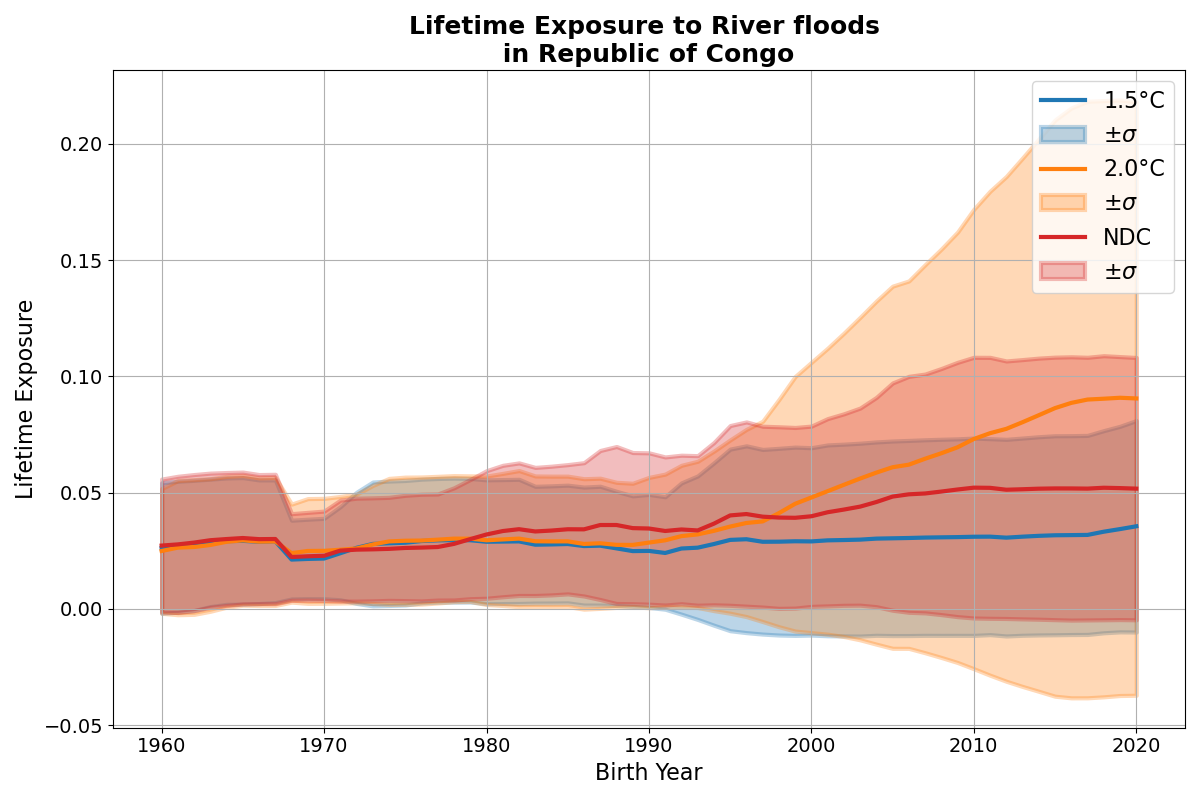 Lifetime Exposure to River floods
in Republic of Congo
1.5°C
±σ
2.0°C
±σ
NDC
±σ
Lifetime Exposure
0.20
0.15
0.10
0.05
0.00
−0.05
1960 1970 1980 1990 2000 2010 2020
Birth Year